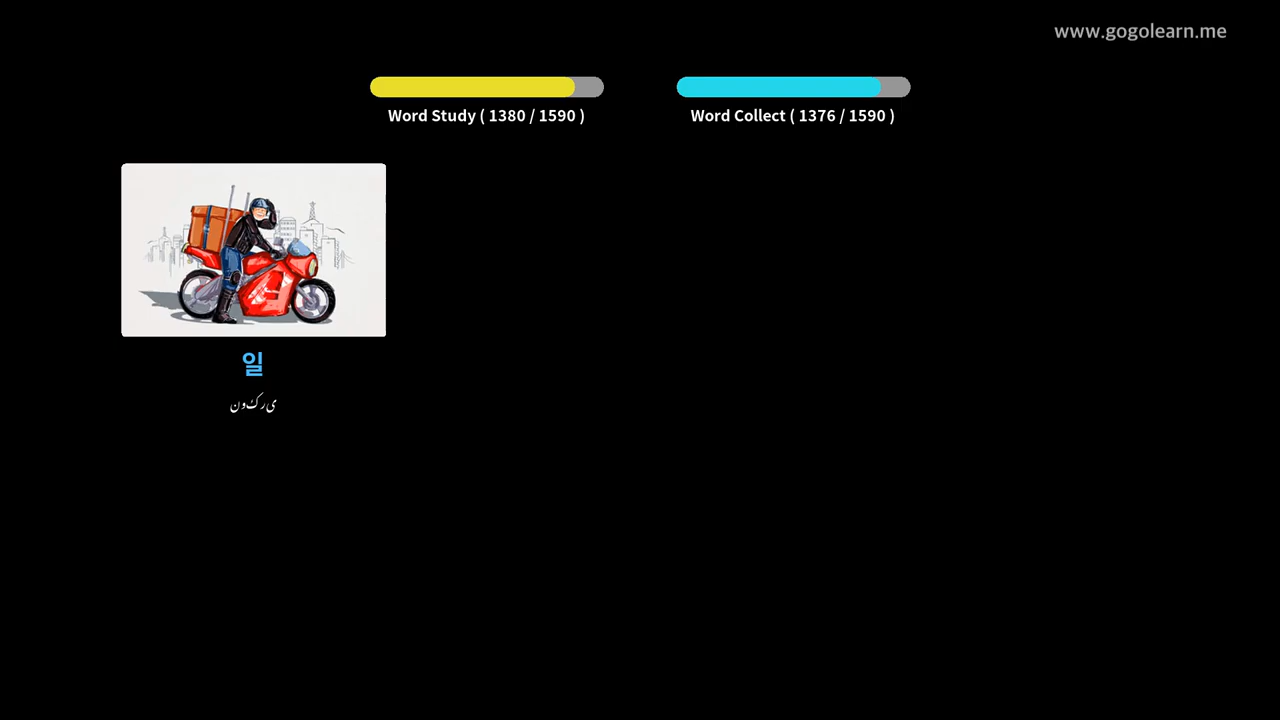 www.gogolearn.me
Word Study ( 1380 / 1590 )
Word Collect ( 1376 / 1590 )
일
نوکری